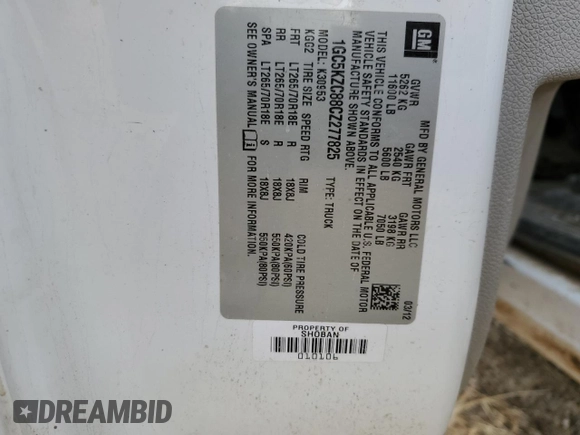 GM
MFD BY GENERAL MOTORS LLC
GVWR GAWR FRT GAWR RR
5262 KG 2540 KG 3198 KG
11600 LB 5600 LB 7050 LB
THIS VEHICLE CONFORMS TO ALL APPLICABLE U.S. FEDERAL MOTOR
VEHICLE SAFETY STANDARDS IN EFFECT ON THE DATE OF
MANUFACTURE SHOWN ABOVE.
03/12
1GC5KZC88CZ277825 TYPE: TRUCK
MODEL: K30953
KGG2 TIRE SIZE SPEED RTG RIM COLD TIRE PRESSURE
FRT LT265/70R18E R 18X8J 420KPA(60PSI)
RR LT265/70R18E R 18X8J 550KPA(80PSI)
SPA LT265/70R18E S 18X8J 550KPA(80PSI)
SEE OWNER'S MANUAL FOR MORE INFORMATION.
PROPERTY OF
SHOBAN
010106
DREAMBID